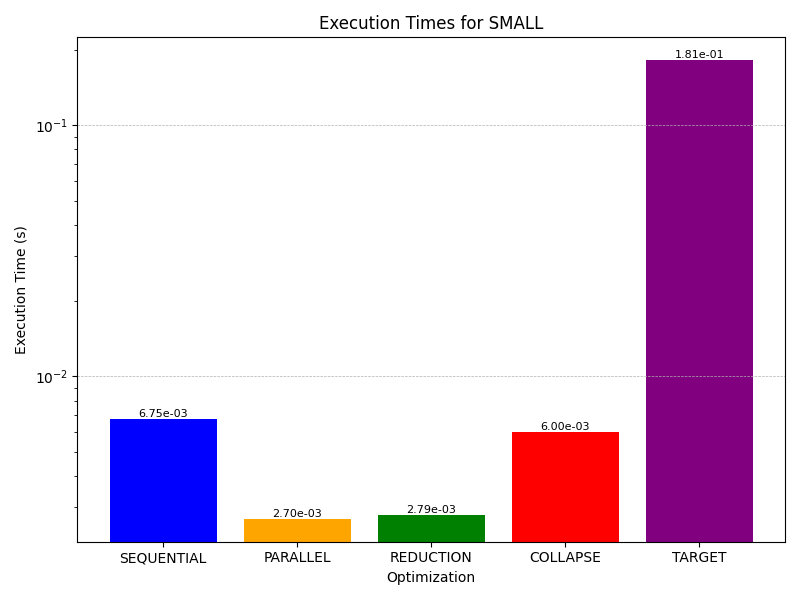 Execution Times for SMALL
Execution Time (s)
10⁻¹
10⁻²
6.75e-03
2.70e-03
2.79e-03
6.00e-03
1.81e-01
SEQUENTIAL
PARALLEL
REDUCTION
COLLAPSE
TARGET
Optimization